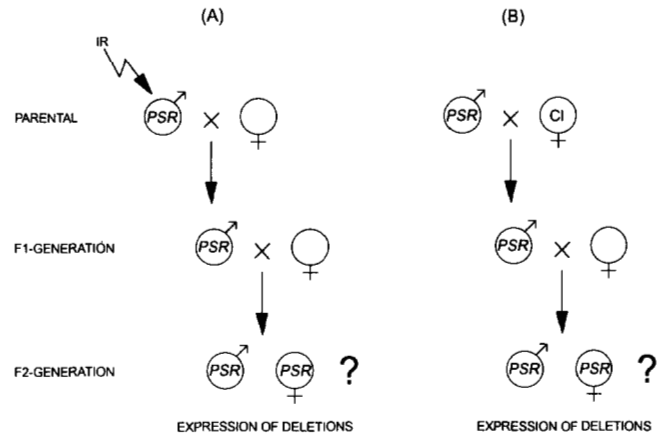 (A) (B)
IR
PARENTAL PSR ♂ × ♀ PSR ♂ × CI ♀
F1-GENERATION PSR ♂ × ♀ PSR ♂ × ♀
F2-GENERATION PSR ♂ PSR ♀ ? PSR ♂ PSR ♀ ?
EXPRESSION OF DELETIONS EXPRESSION OF DELETIONS